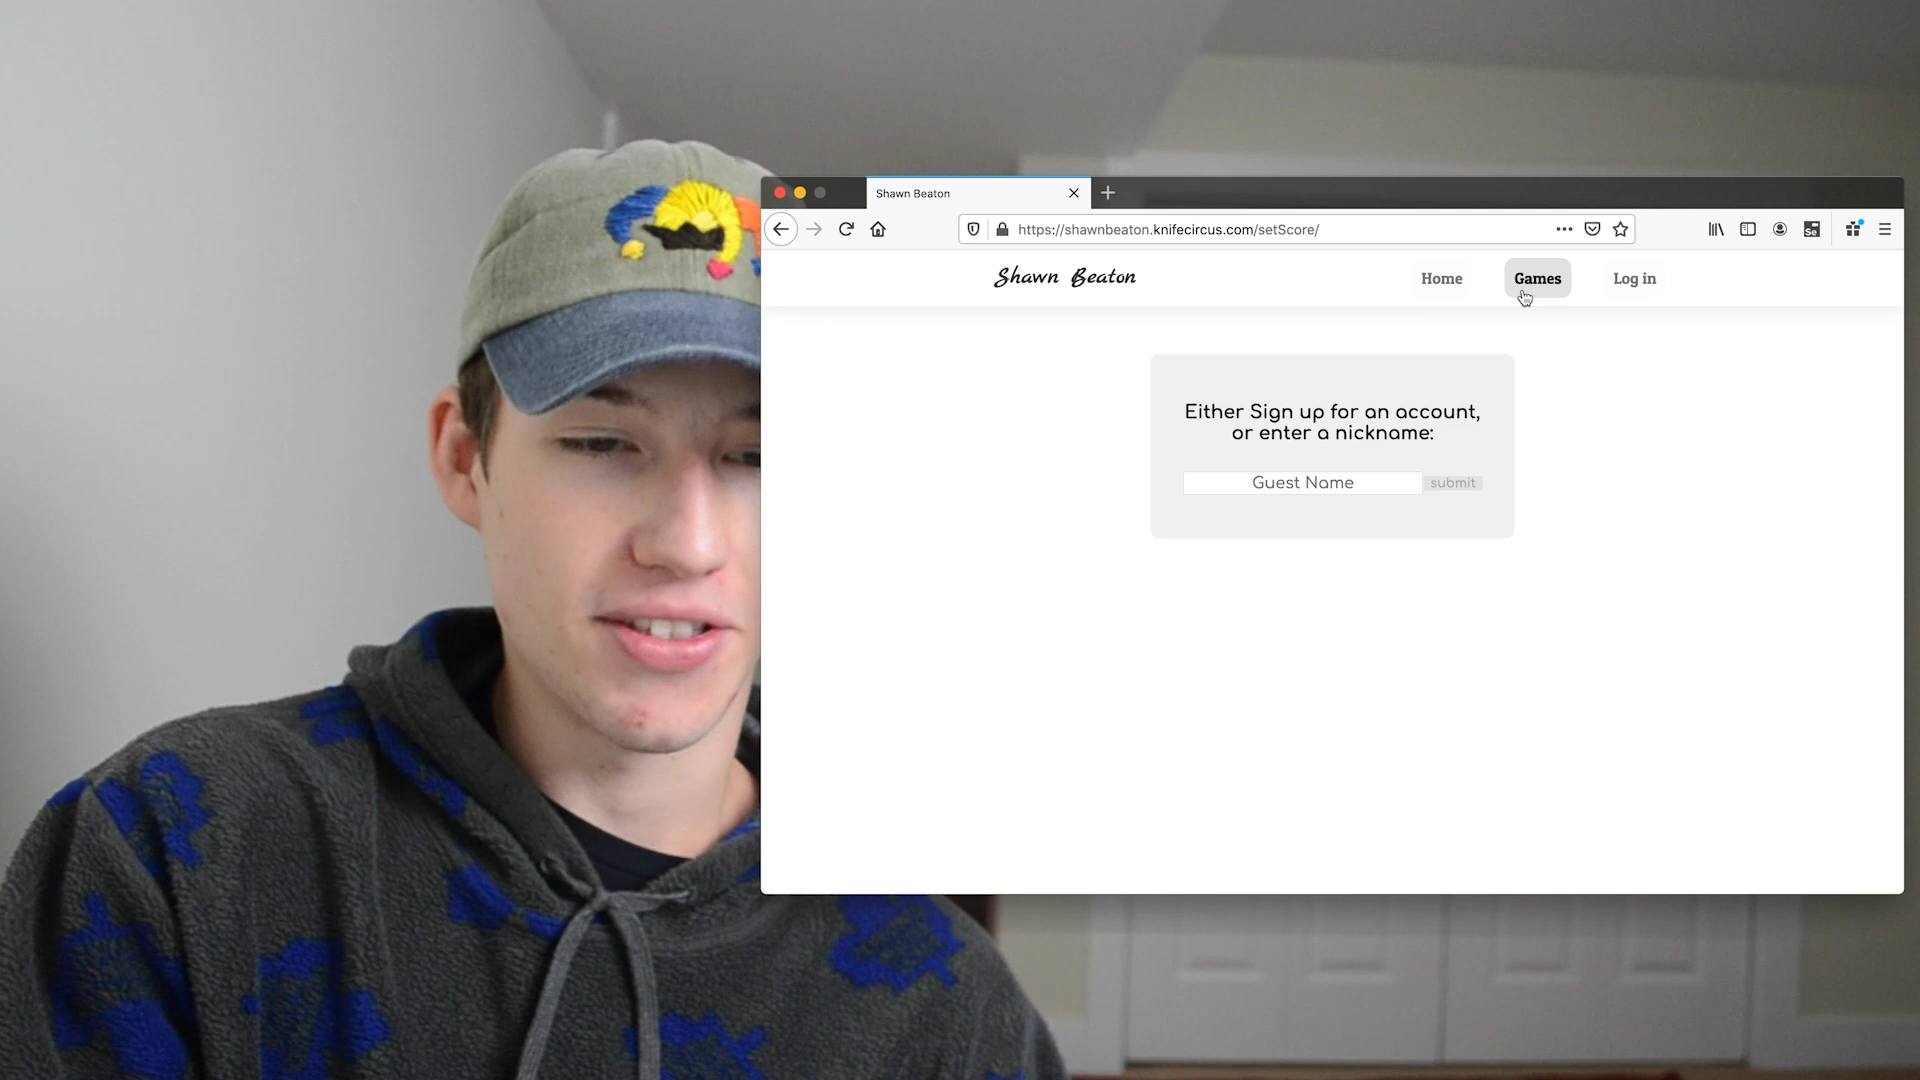 Shawn Beaton
https://shawnbeaton.knifecircus.com/setScore/
Shawn Beaton
Home
Games
Log in
Either Sign up for an account,
or enter a nickname:
Guest Name
submit